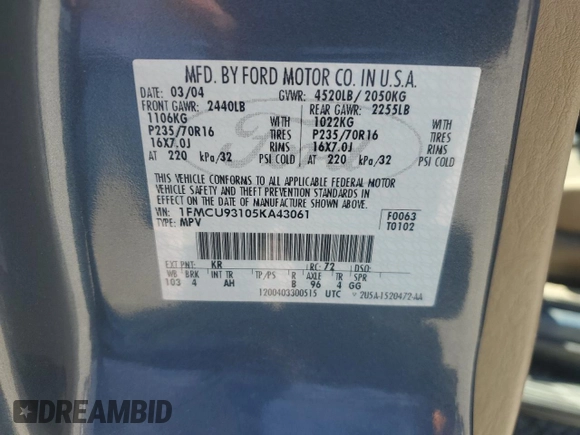 MFD. BY FORD MOTOR CO. IN U.S.A.
DATE: 03/04 GVWR: 4520LB/ 2050KG
FRONT GAWR: 2440LB REAR GAWR: 2255LB
1106KG 1022KG
P235/70R16 TIRES P235/70R16 TIRES
16X7.0J RIMS 16X7.0J RIMS
AT 220 kPa/32 PSI COLD AT 220 kPa/32 PSI COLD
THIS VEHICLE CONFORMS TO ALL APPLICABLE FEDERAL MOTOR
VEHICLE SAFETY AND BUMPER STANDARDS AND THEFT PREVENTION STANDARDS IN
EFFECT ON THE DATE OF MANUFACTURE SHOWN ABOVE.
VIN: 1FMCU93105KA43061 F0063
TYPE: MPV T0102
EXT PNT: KR RC: 72 DSO:
WB BRK INT TR TP/PS R AXLE TR SPR
103 4 AH B 96 4 GG
1200403300515 UTC 2USA-1520472-AA
Ford
DREAMBID